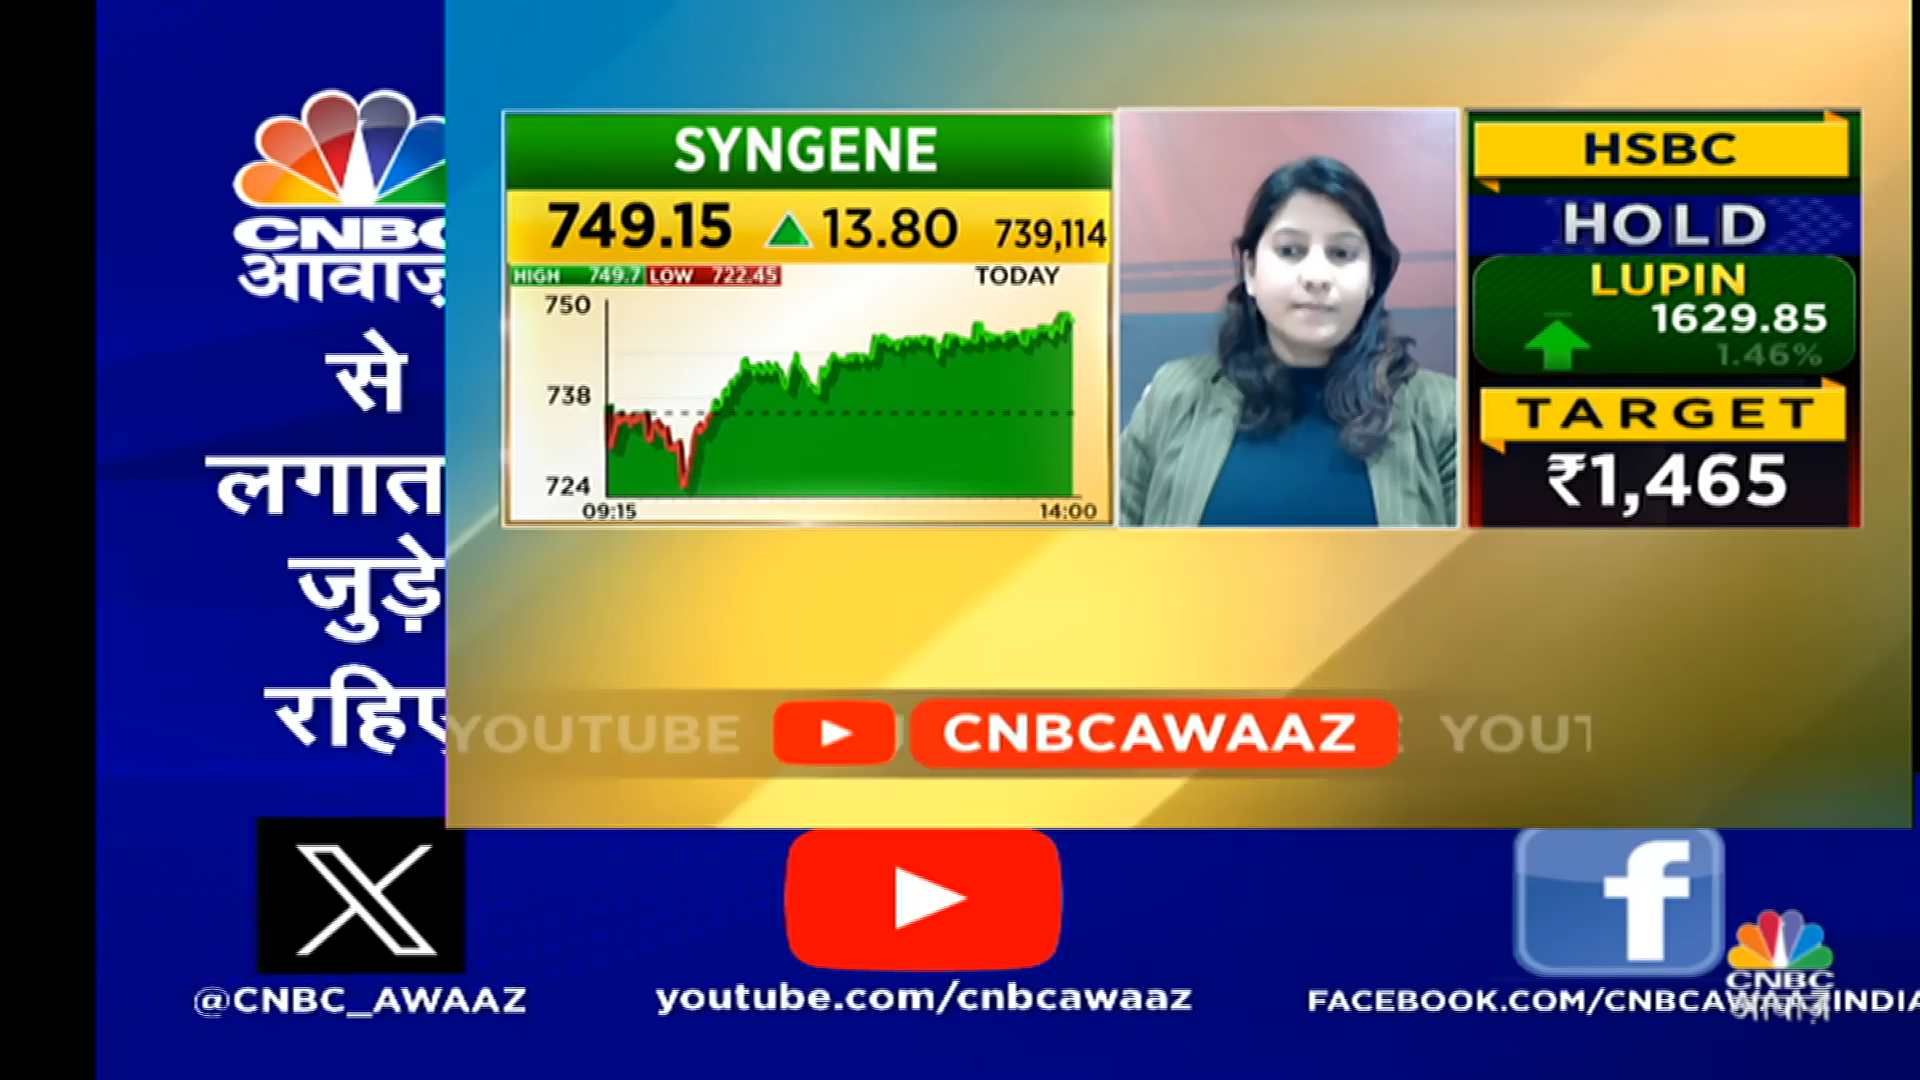 CNBC
आवाज़
से
जुड़े
SYNGENE
749.15 13.80 739,114
HIGH 749.7 LOW 722.45 TODAY
750
738
724
09:15 14:00
HSBC
HOLD
LUPIN
1629.85
1.46%
TARGET
₹1,465
YOUTUBE CNBCAWAAZ YOUT
@CNBC_AWAAZ
youtube.com/cnbcawaaz
FACEBOOK.COM/CNBCAWAAZINDIA
CNBC
आवाज़